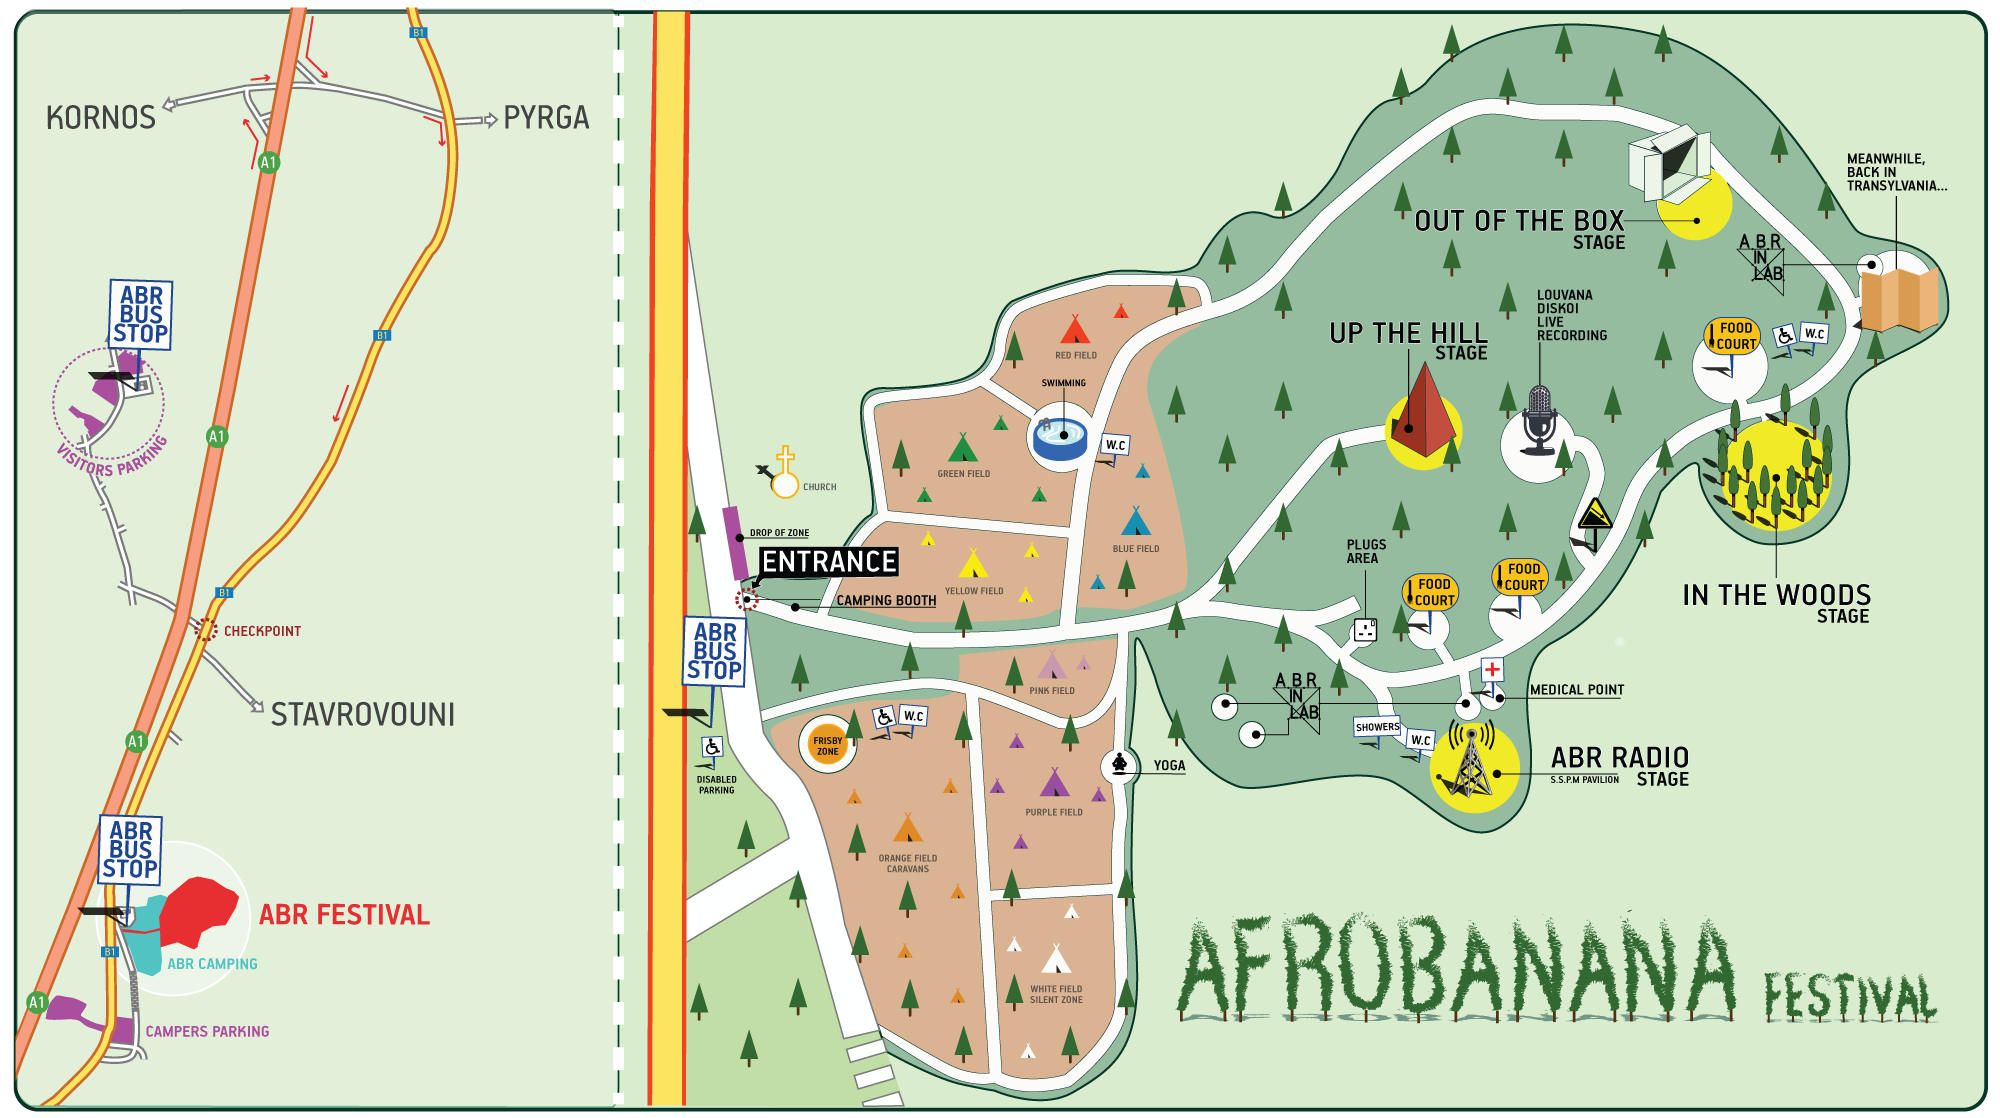 B1
KORNOS
PYRGA
A1
ABR
BUS
STOP
VISITORS PARKING
B1
A1
B1
CHECKPOINT
STAVROVOUNI
A1
ABR
BUS
STOP
ABR FESTIVAL
B1
ABR CAMPING
A1
CAMPERS PARKING
CHURCH
DROP OF ZONE
ENTRANCE
CAMPING BOOTH
ABR
BUS
STOP
DISABLED
PARKING
RED FIELD
SWIMMING
W.C
GREEN FIELD
BLUE FIELD
YELLOW FIELD
PINK FIELD
FRISBY
ZONE
W.C
YOGA
PURPLE FIELD
ORANGE FIELD
CARAVANS
WHITE FIELD
SILENT ZONE
MEANWHILE,
BACK IN
TRANSYLVANIA...
OUT OF THE BOX
STAGE
A.B.R
IN
LAB
LOUVANA
DISKOI
LIVE
RECORDING
UP THE HILL
STAGE
FOOD
COURT
W.C
PLUGS
AREA
FOOD
COURT
FOOD
COURT
IN THE WOODS
STAGE
A.B.R
IN
LAB
MEDICAL POINT
SHOWERS
W.C
ABR RADIO
S.S.P.M PAVILION STAGE
AFROBANANA
FESTIVAL